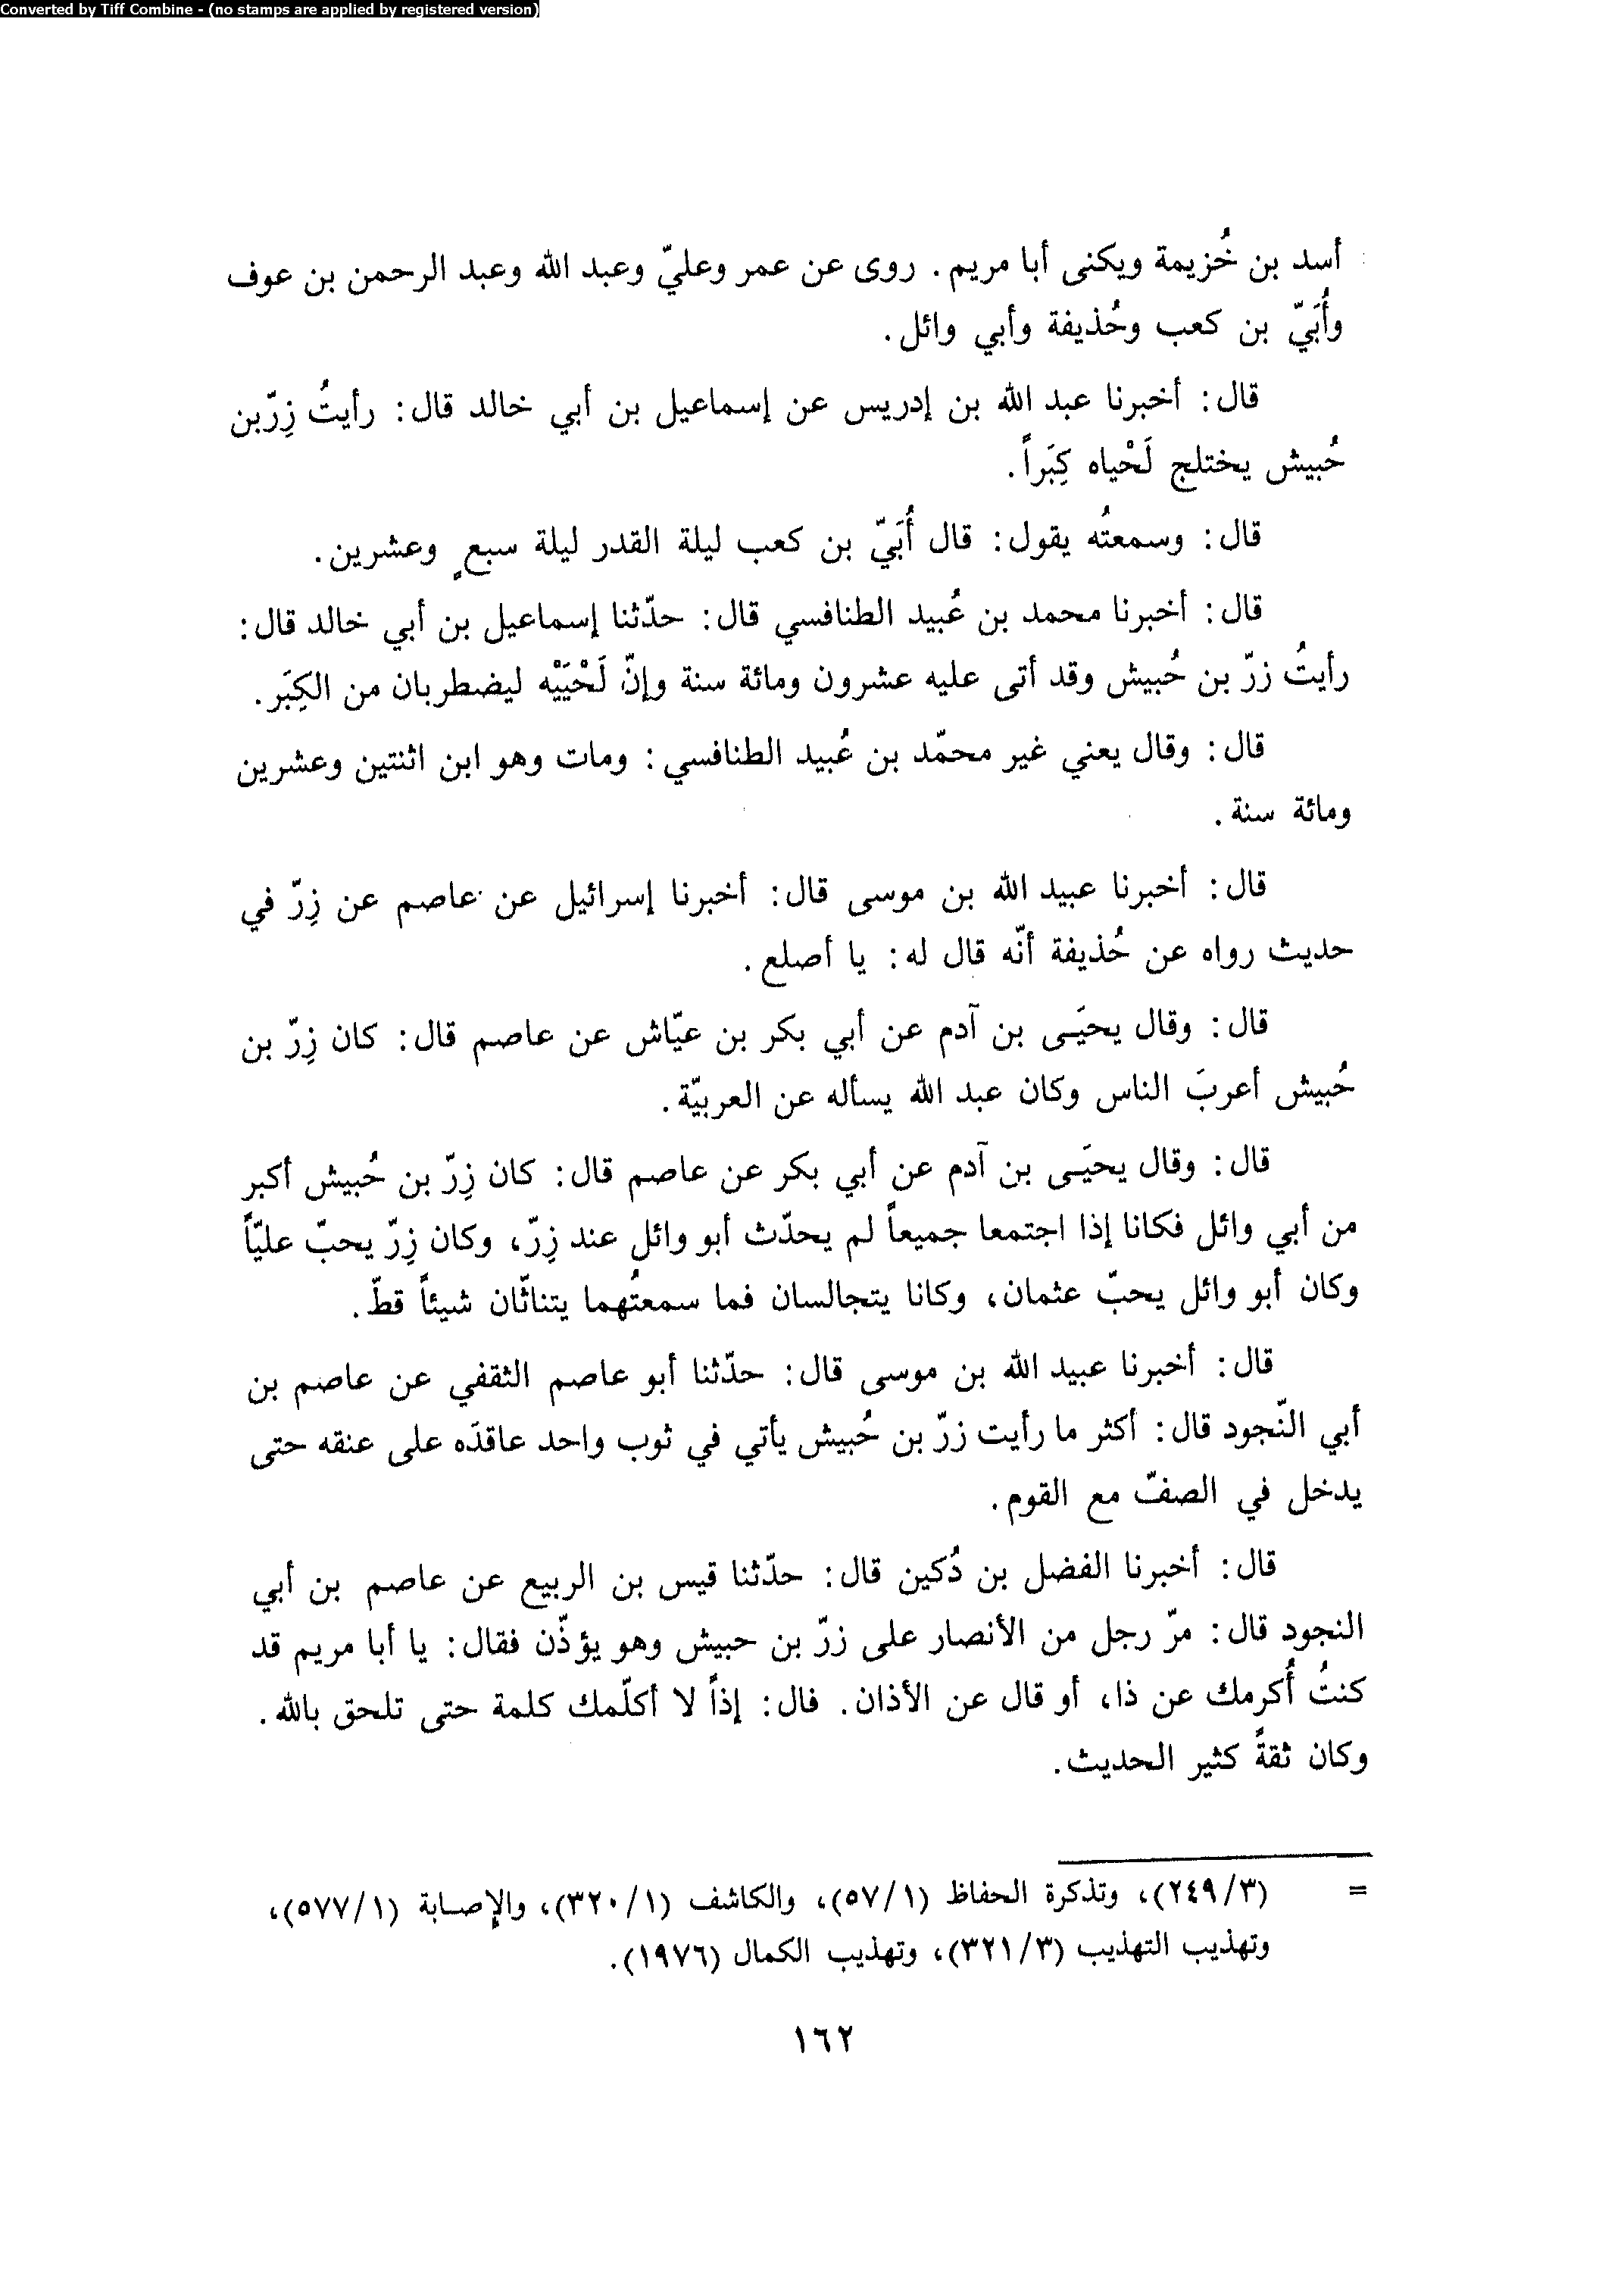 Converted by Tiff Combine - (no stamps are applied by registered version)
أسد بن خُزيمة ويكنى أبا مريم. روى عن عمر وعليّ وعبد الله وعبد الرحمن بن عوف
وأُبَيّ بن كعب وحُذيفة وأبي وائل.
قال: أخبرنا عبد الله بن إدريس عن إسماعيل بن أبي خالد قال: رأيتُ زِرّبن
حُبيش يختلج لَحْياه كِبَراً.
قال: وسمعتُه يقول: قال أُبَيّ بن كعب ليلة القدر ليلة سبعٍ وعشرين.
قال: أخبرنا محمد بن عُبيد الطنافسي قال: حدّثنا إسماعيل بن أبي خالد قال:
رأيتُ زرّ بن حُبيش وقد أتى عليه عشرون ومائة سنة وإنّ لَحْيَيْه ليضطربان من الكِبَر.
قال: وقال يعني غير محمّد بن عُبيد الطنافسي: ومات وهو ابن اثنتين وعشرين
ومائة سنة.
قال: أخبرنا عبيد الله بن موسى قال: أخبرنا إسرائيل عن عاصم عن زِرّ في
حديث رواه عن حُذيفة أنّه قال له: يا أصلع.
قال: وقال يحيَـى بن آدم عن أبي بكر بن عيّاش عن عاصم قال: كان زِرّ بن
حُبيش أعربَ الناس وكان عبد الله يسأله عن العربيّة.
قال: وقال يحيَـى بن آدم عن أبي بكر عن عاصم قال: كان زِرّ بن حُبيش أكبر
من أبي وائل فكانا إذا اجتمعا جميعاً لم يحدّث أبو وائل عند زِرّ، وكان زِرّ يحبّ عليّاً
وكان أبو وائل يحبّ عثمان، وكانا يتجالسان فما سمعتُهما يتناثّان شيئاً قطّ.
قال: أخبرنا عبيد الله بن موسى قال: حدّثنا أبو عاصم الثقفي عن عاصم بن
أبي النّجود قال: أكثر ما رأيت زرّ بن حُبيش يأتي في ثوب واحد عاقدَه على عنقه حتى
يدخل في الصفّ مع القوم.
قال: أخبرنا الفضل بن دُكين قال: حدّثنا قيس بن الربيع عن عاصم بن أبي
النجود قال: مرّ رجل من الأنصار على زرّ بن حبيش وهو يؤذّن فقال: يا أبا مريم قد
كنتُ أُكرمك عن ذا، أو قال عن الأذان. فال: إذاً لا أكلّمك كلمة حتى تلحق بالله.
وكان ثقةً كثير الحديث.
= (٢٤٩/٣)، وتذكرة الحفاظ (٥٧/١)، والكاشف (٣٢٠/١)، والإصابة (٥٧٧/١)،
وتهذيب التهذيب (٣٢١/٣)، وتهذيب الكمال (١٩٧٦).
١٦٢